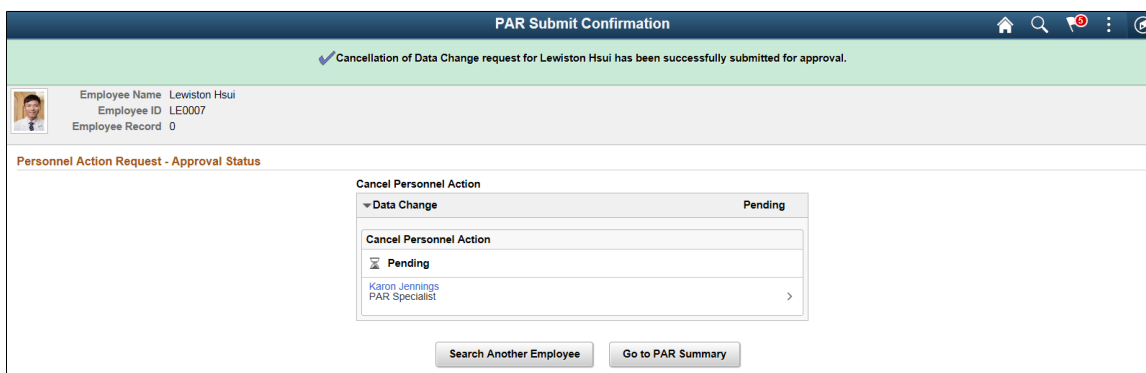 PAR Submit Confirmation
5
Cancellation of Data Change request for Lewiston Hsui has been successfully submitted for approval.
Employee Name Lewiston Hsui
Employee ID LE0007
Employee Record 0
Personnel Action Request - Approval Status
Cancel Personnel Action
Data Change Pending
Cancel Personnel Action
Pending
Karon Jennings
PAR Specialist
Search Another Employee Go to PAR Summary